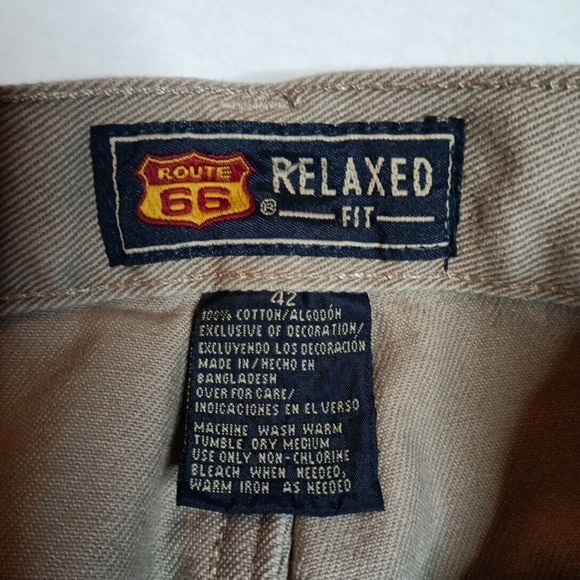 ROUTE
66
®
RELAXED
FIT
42
100% COTTON/ALGODÓN
EXCLUSIVE OF DECORATION/
EXCLUYENDO LOS DECORACIÓN
MADE IN/HECHO EN
BANGLADESH
OVER FOR CARE/
INDICACIONES EN EL VERSO
MACHINE WASH WARM
TUMBLE DRY MEDIUM
USE ONLY NON-CHLORINE
BLEACH WHEN NEEDED,
WARM IRON AS NEEDED